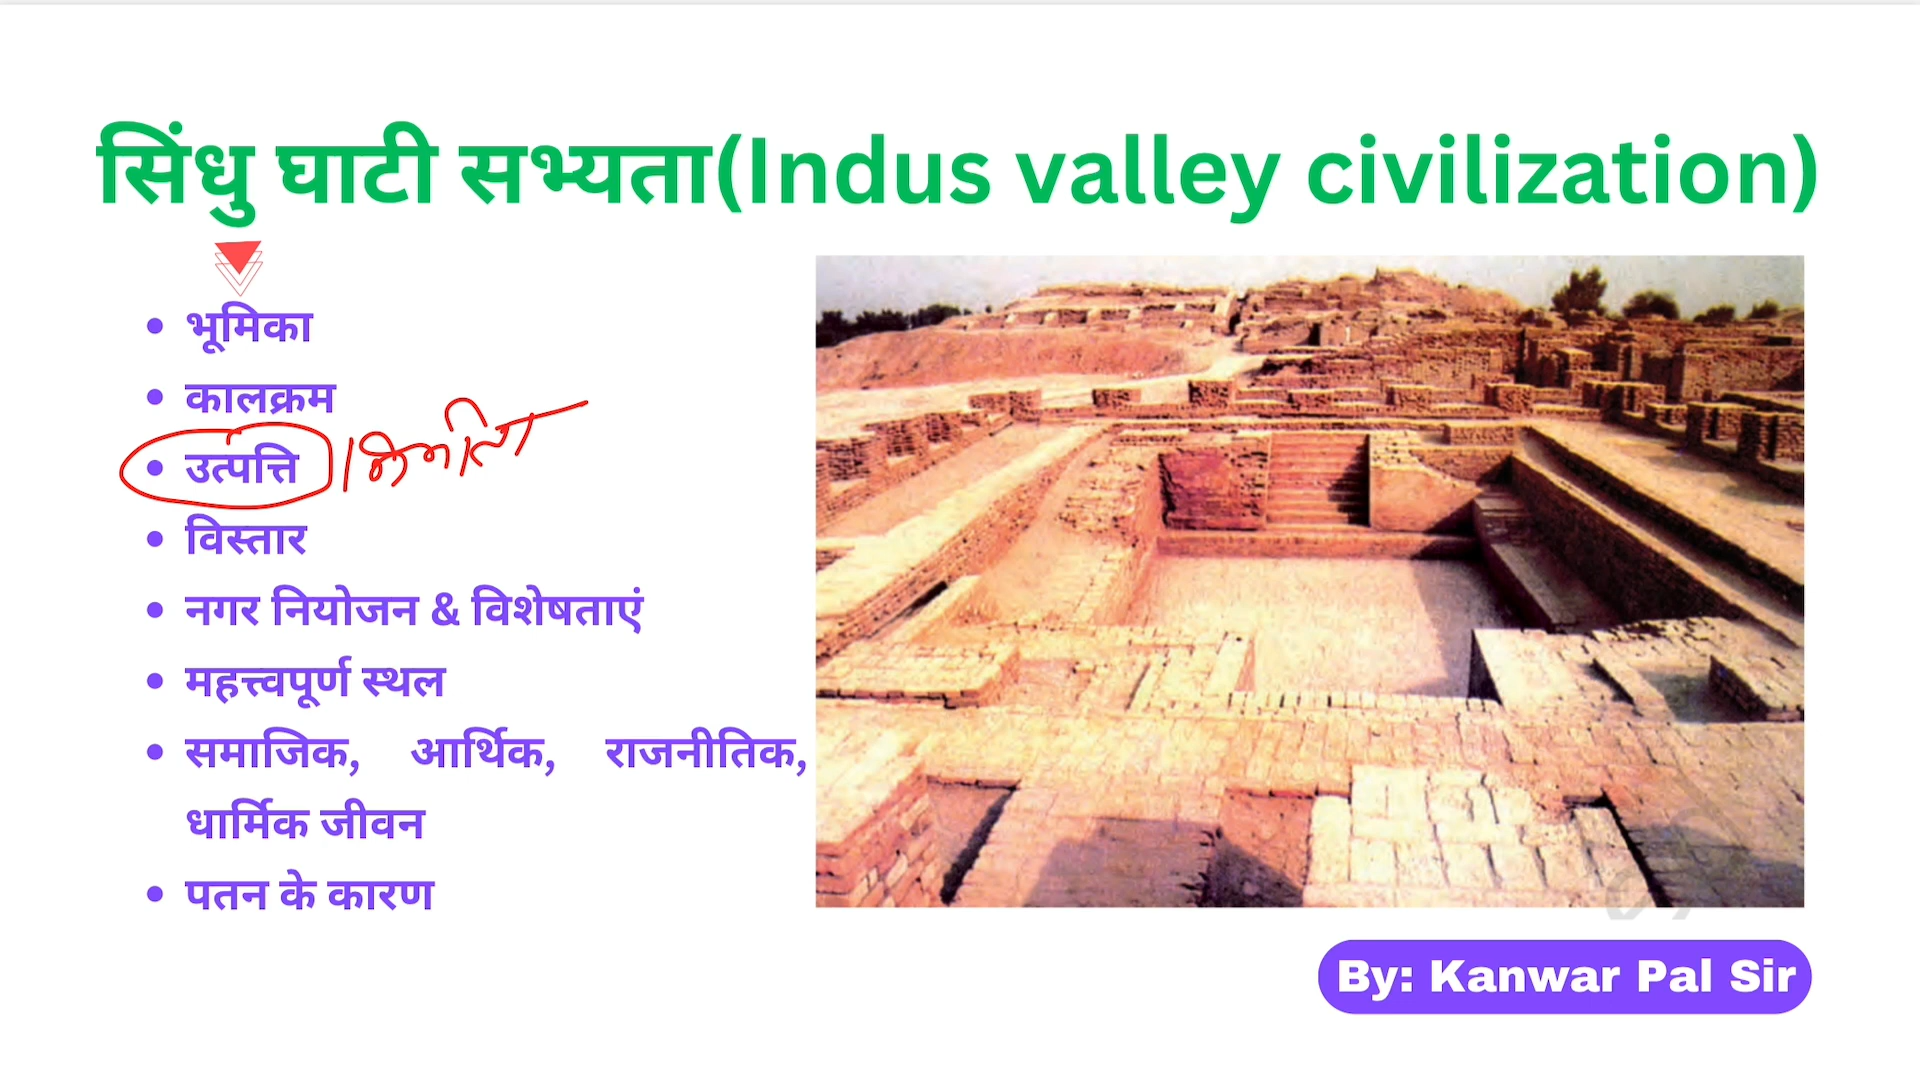 सिंधु घाटी सभ्यता(Indus valley civilization)
भूमिका
कालक्रम
उत्पत्ति
विस्तार
नगर नियोजन & विशेषताएं
महत्त्वपूर्ण स्थल
समाजिक, आर्थिक, राजनीतिक,
धार्मिक जीवन
पतन के कारण
By: Kanwar Pal Sir